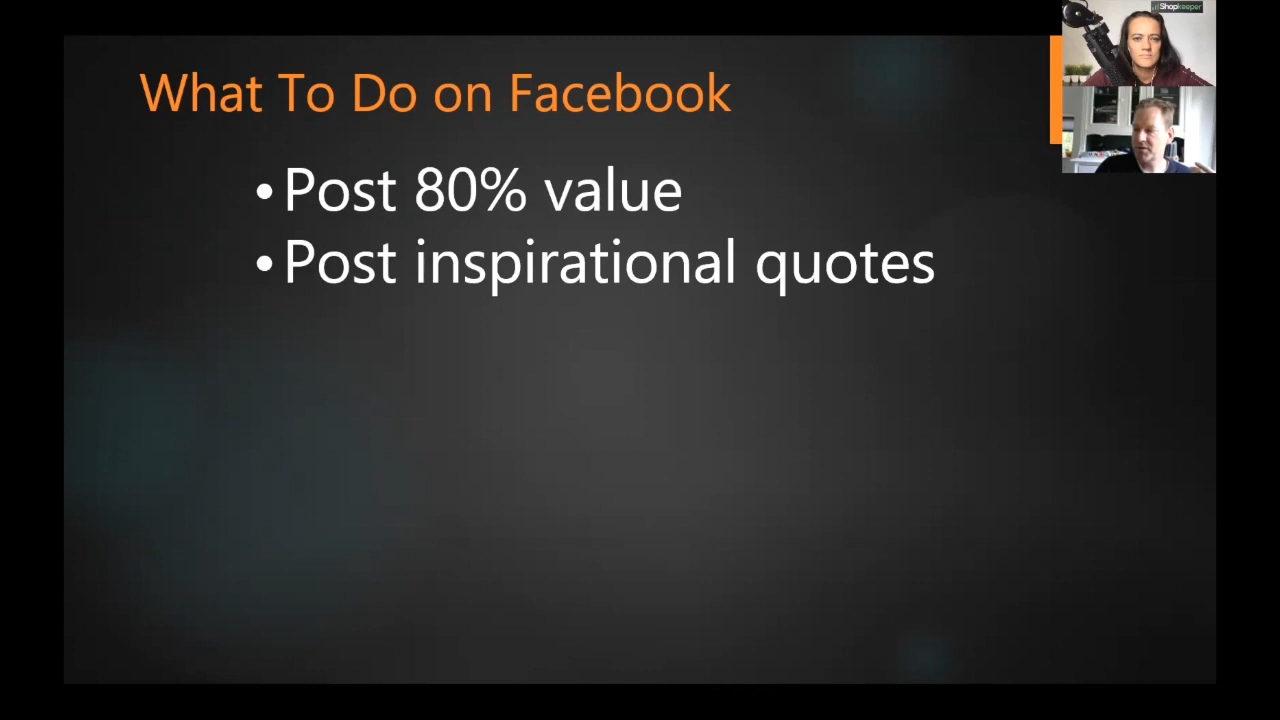 Shopkeeper
What To Do on Facebook
• Post 80% value
• Post inspirational quotes